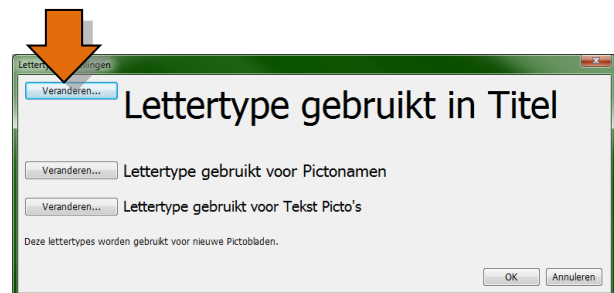 Veranderen...
Lettertype gebruikt in Titel
Veranderen...
Lettertype gebruikt voor Pictonamen
Veranderen...
Lettertype gebruikt voor Tekst Picto's
Deze lettertypes worden gebruikt voor nieuwe Pictobladen.
OK
Annuleren